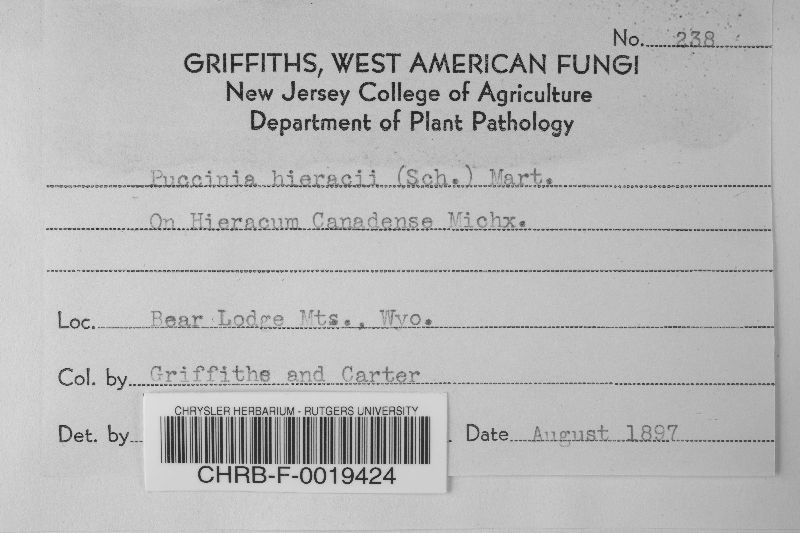 No. 238
GRIFFITHS, WEST AMERICAN FUNGI
New Jersey College of Agriculture
Department of Plant Pathology
Puccinia hieracii (Sch.) Mart.
On Hieracum Canadense Michx.
Loc. Bear Lodge Mts., Wyo.
Col. by Griffiths and Carter
Det. by Date August 1897
CHRYSLER HERBARIUM - RUTGERS UNIVERSITY
CHRB-F-0019424